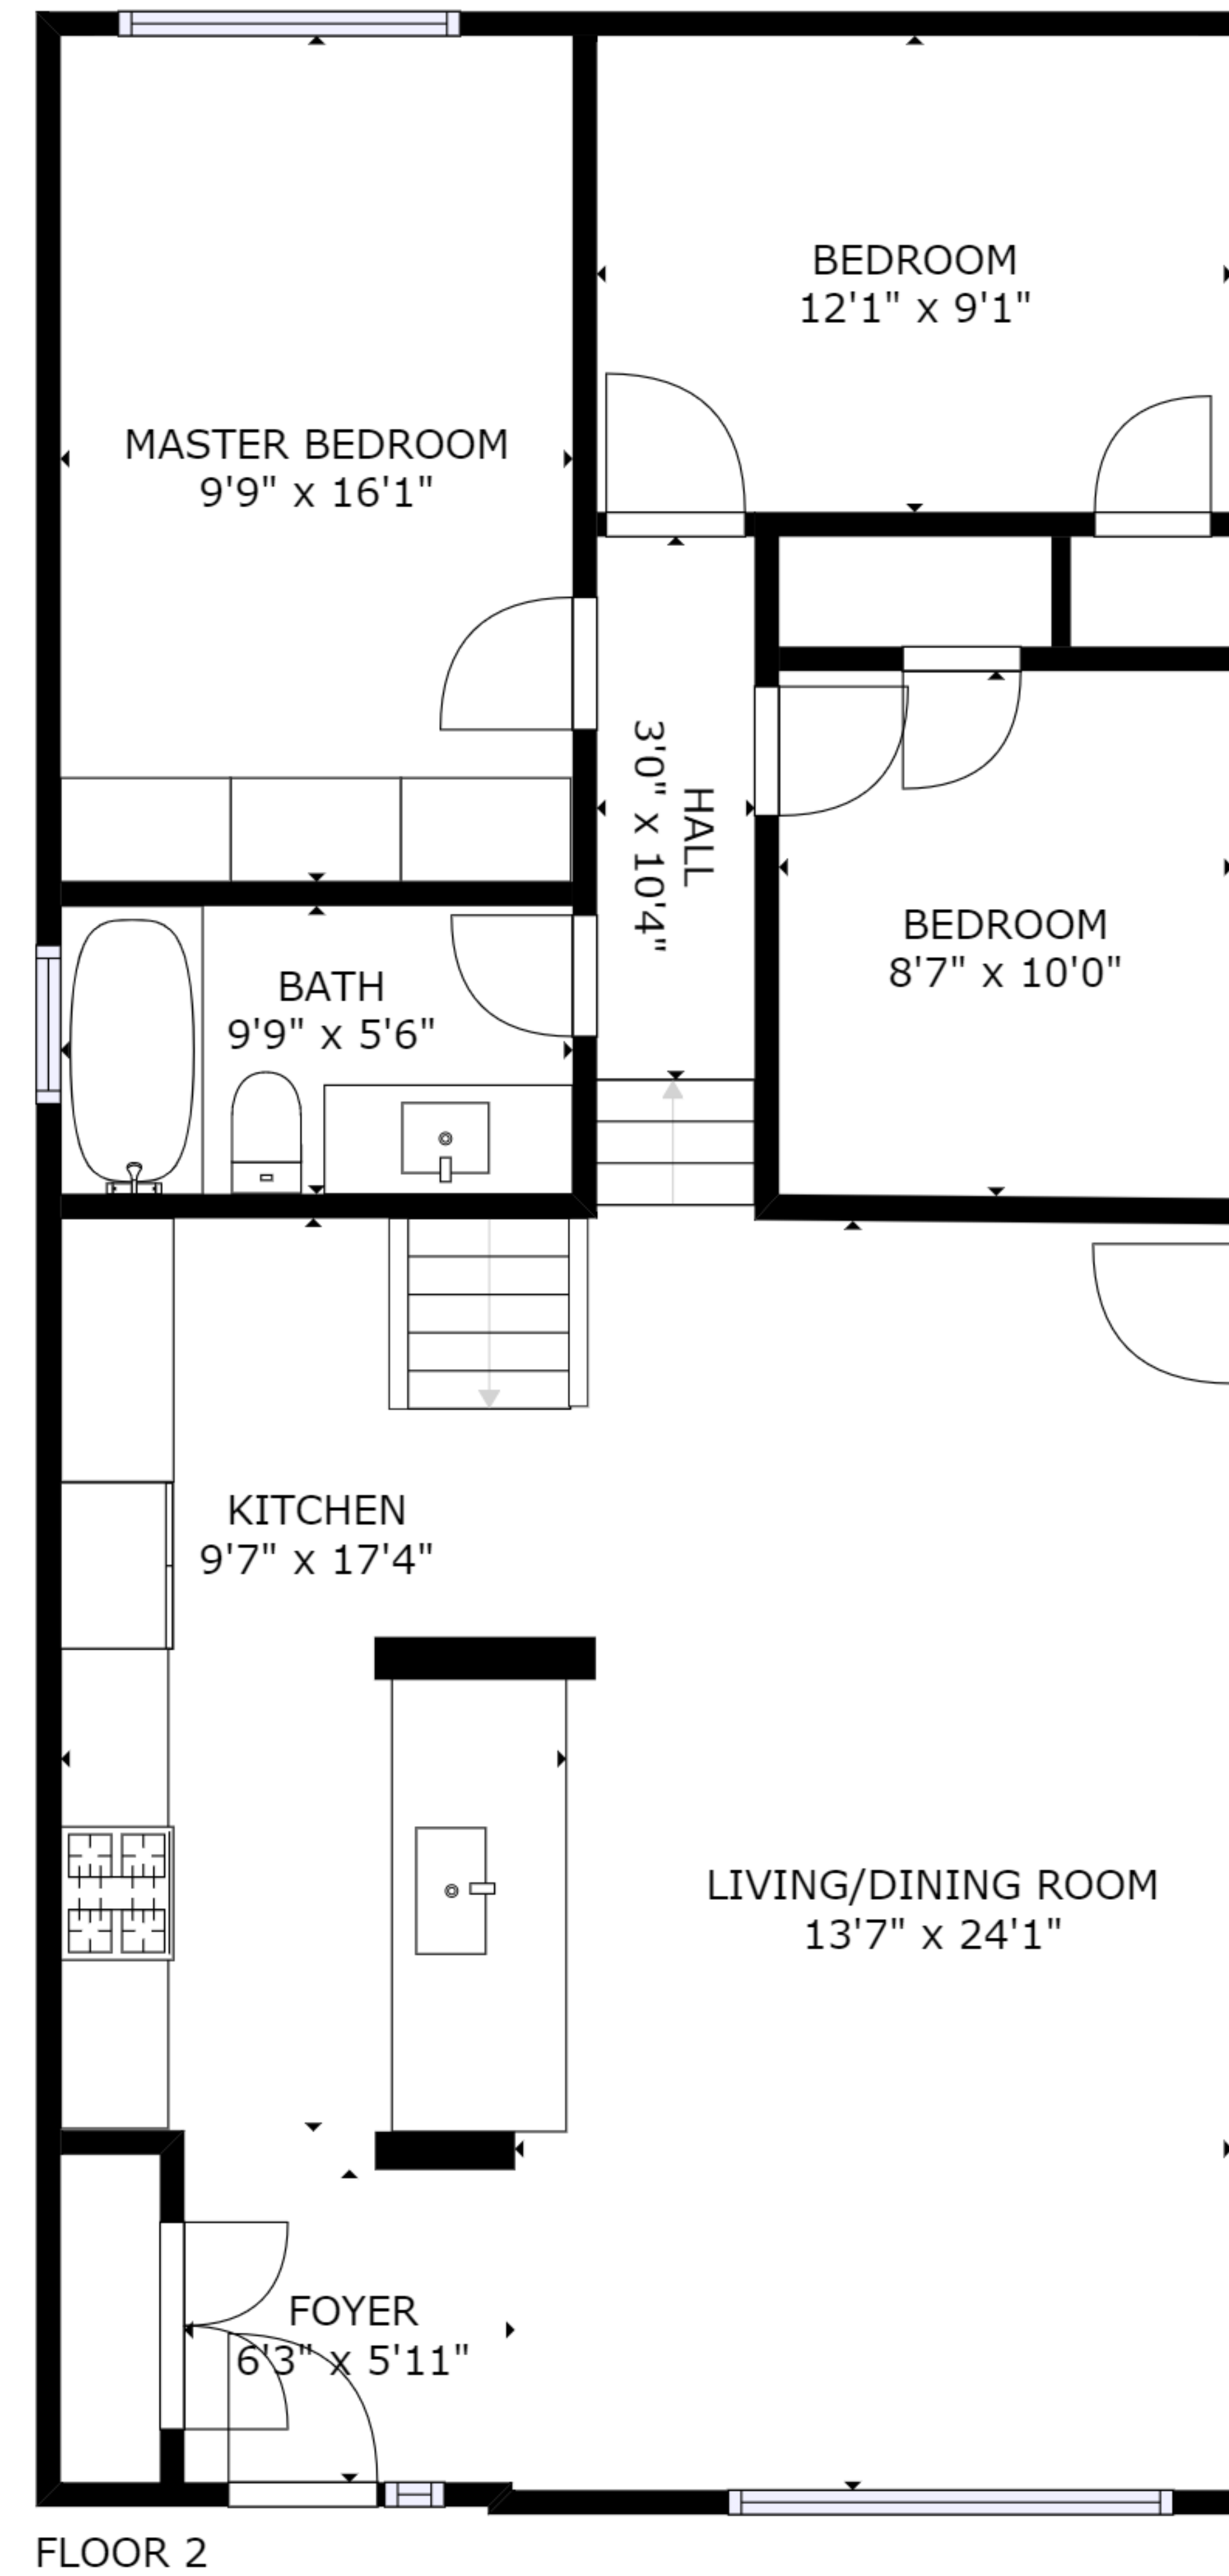 BEDROOM
12'1" x 9'1"
MASTER BEDROOM
9'9" x 16'1"
HALL
3'0" x 10'4"
BEDROOM
8'7" x 10'0"
BATH
9'9" x 5'6"
KITCHEN
9'7" x 17'4"
LIVING/DINING ROOM
13'7" x 24'1"
FOYER
6'3" x 5'11"
FLOOR 2